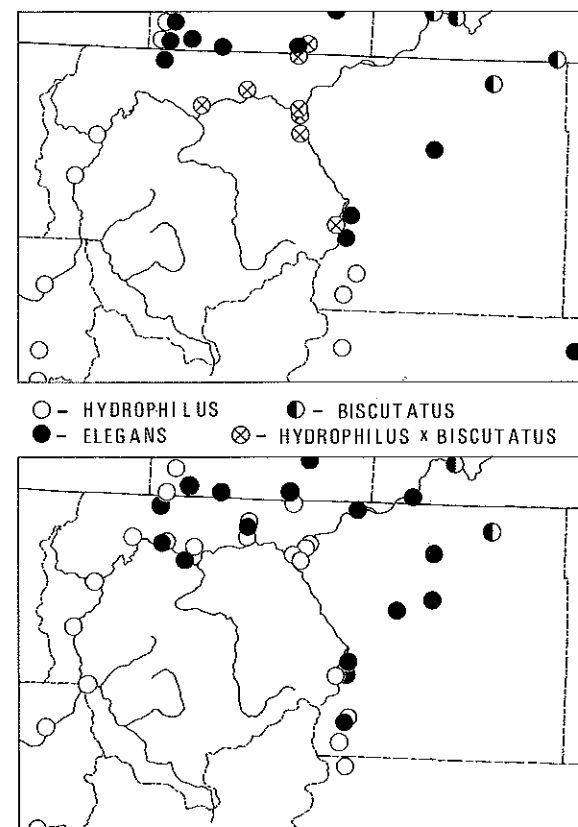 ○ – HYDROPHILUS ◐ – BISCUTATUS
● – ELEGANS ⊗ – HYDROPHILUS x BISCUTATUS